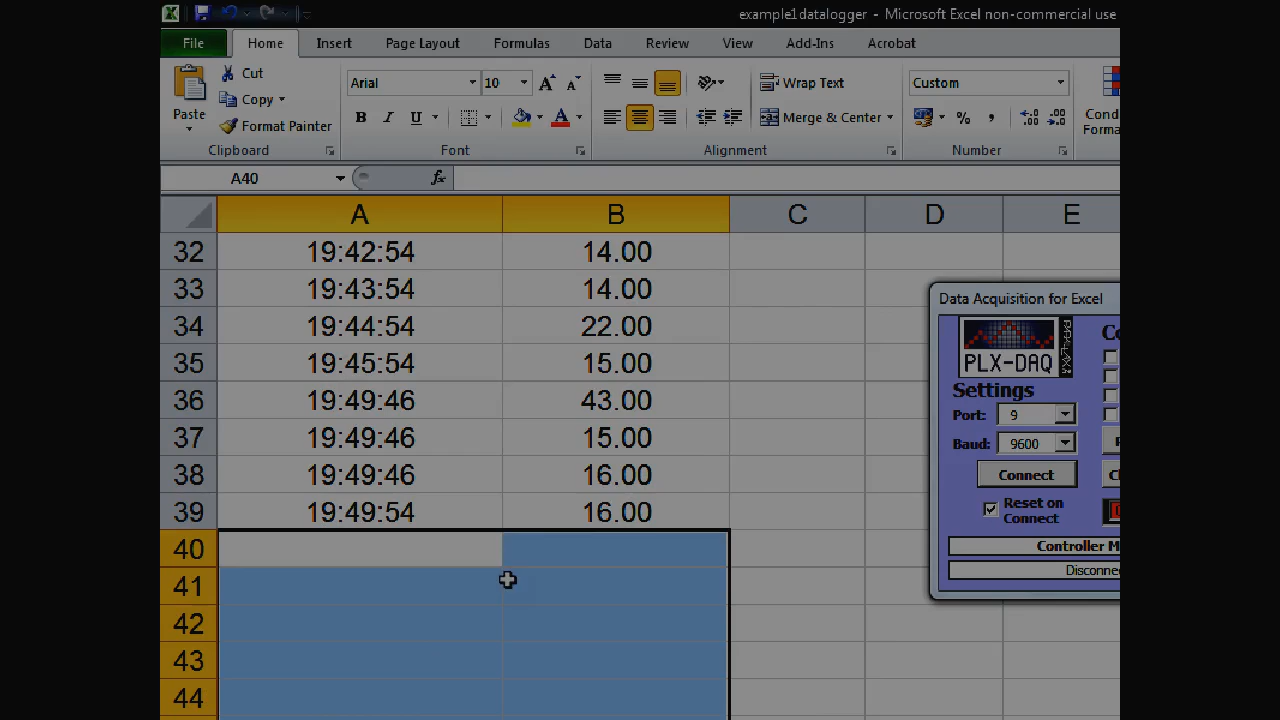 example1datalogger - Microsoft Excel non-commercial use
File Home Insert Page Layout Formulas Data Review View Add-Ins Acrobat
Paste
Cut
Copy
Format Painter
Clipboard
Arial 10
B I U A
Font
Wrap Text
Merge & Center
Alignment
Custom
% ,
Number
Cond
Forma
A40 fx
A B C D E
32 19:42:54 14.00
33 19:43:54 14.00
34 19:44:54 22.00
35 19:45:54 15.00
36 19:49:46 43.00
37 19:49:46 15.00
38 19:49:46 16.00
39 19:49:54 16.00
40
41
42
43
44
Data Acquisition for Excel
PLX-DAQ
PARALLAX
Settings
Port: 9
Baud: 9600
Connect
Reset on
Connect
Controller M
Disconne